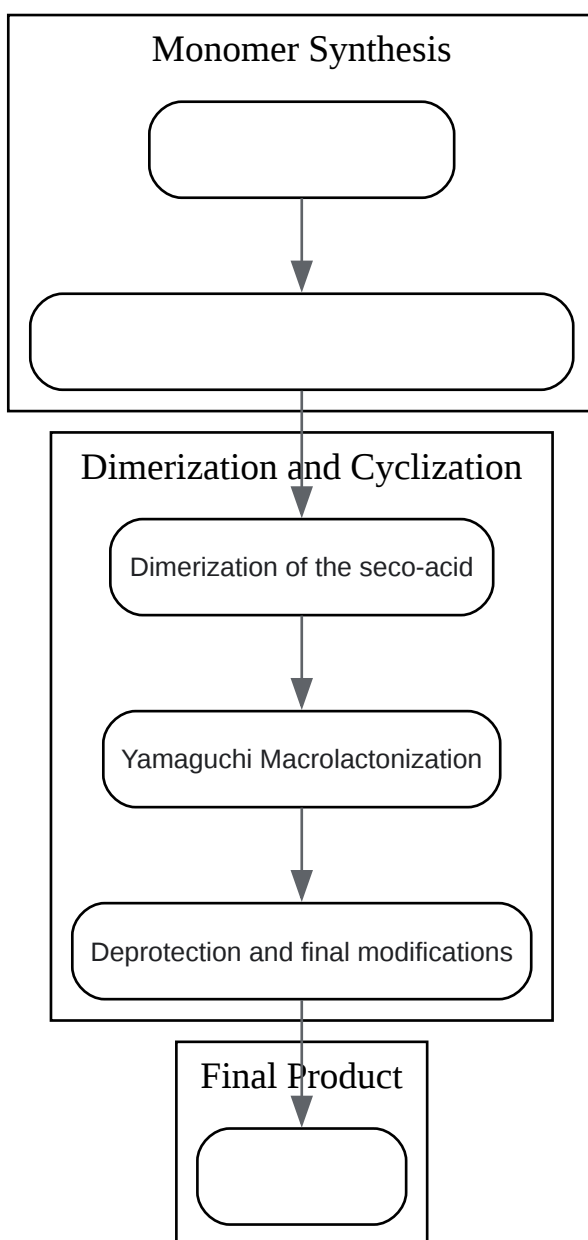 Monomer Synthesis
Dimerization and Cyclization
Dimerization of the seco-acid
Yamaguchi Macrolactonization
Deprotection and final modifications
Final Product